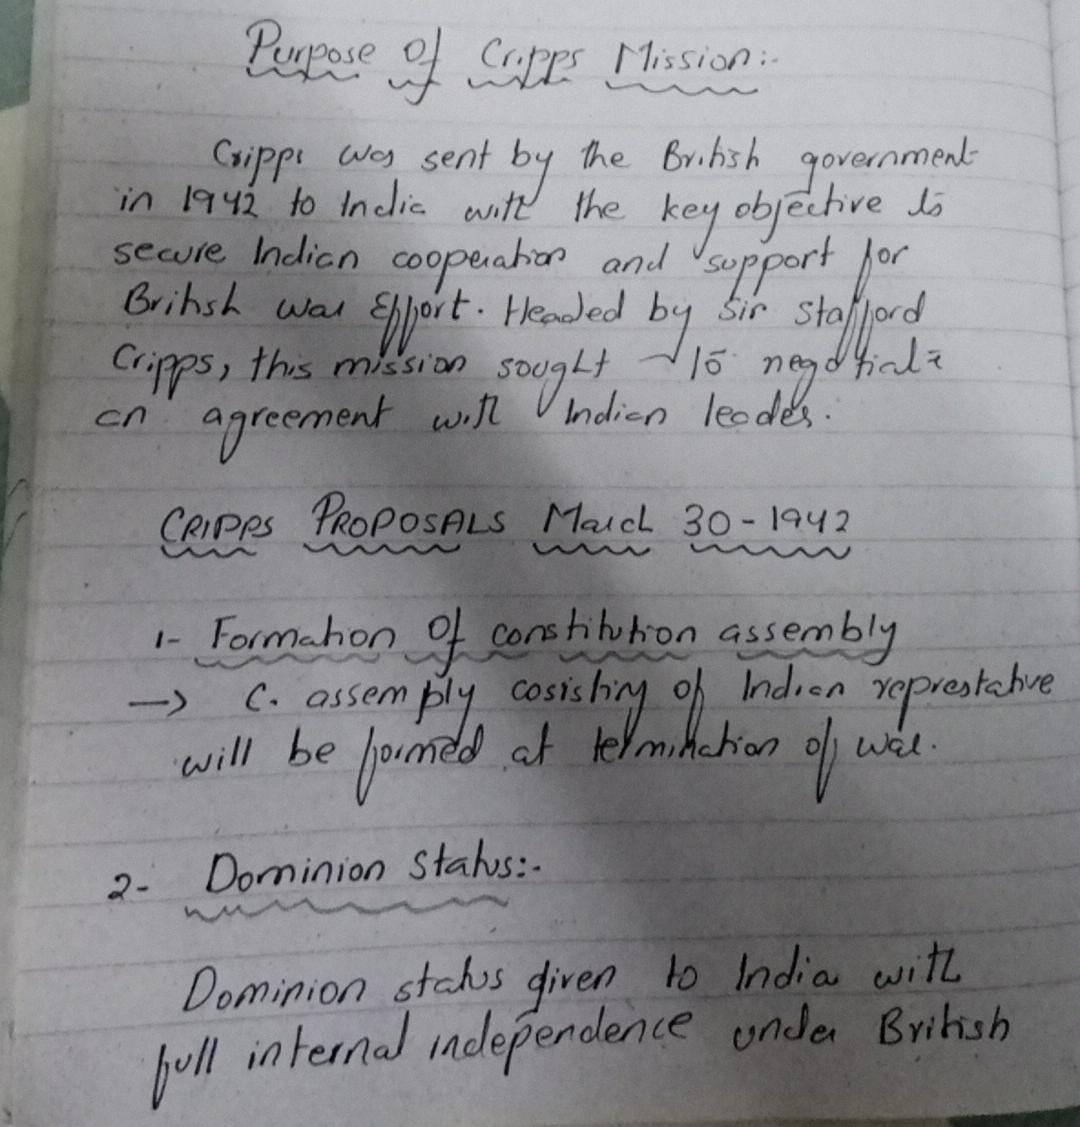 Purpose Of Cripps Mission:-
Cripps was sent by the British government
in 1942 to India with the key objective to
secure Indian cooperation and support for
British war Effort. Headed by Sir Stafford
Cripps, this mission sought to negotiate
an agreement with Indian leaders.
CRIPPS PROPOSALS March 30-1942
1- Formation Of constitution assembly
→ C. assembly cosisting of Indian represtative
will be formed at termination of war.
2- Dominion Status:-
Dominion status given to India with
full internal independence under British